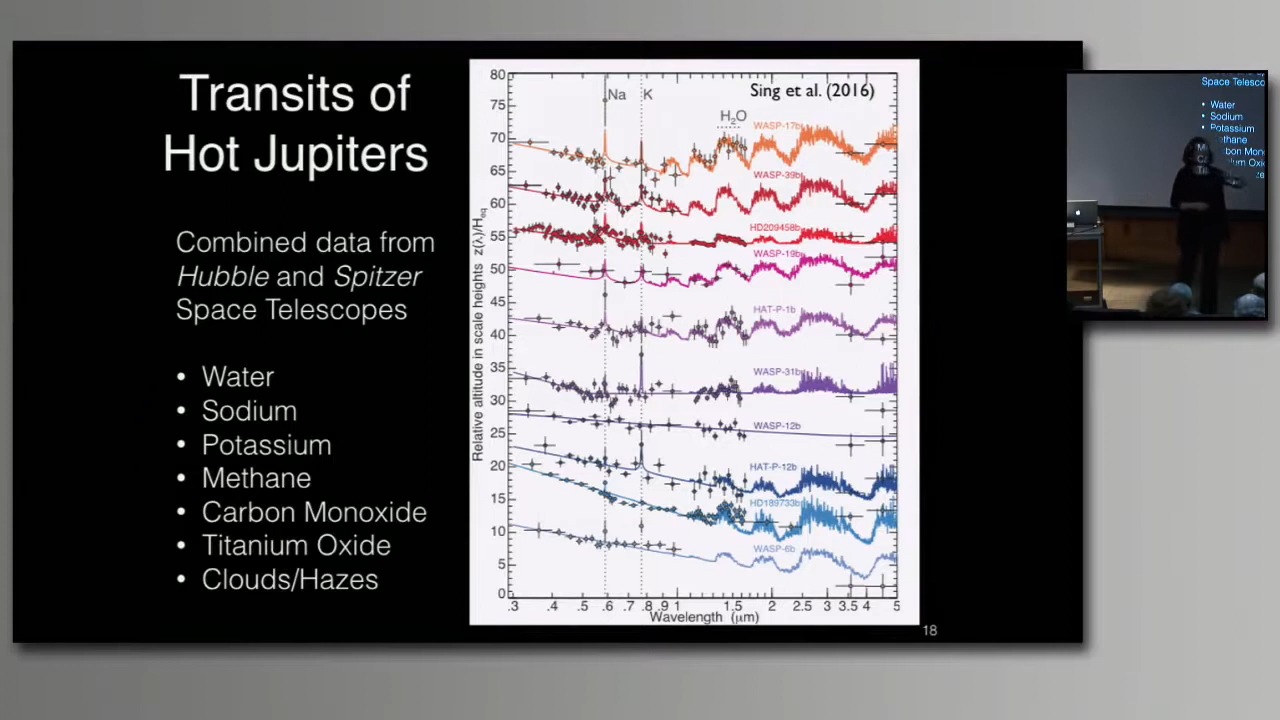 Transits of
Hot Jupiters
Combined data from
Hubble and Spitzer
Space Telescopes
• Water
• Sodium
• Potassium
• Methane
• Carbon Monoxide
• Titanium Oxide
• Clouds/Hazes
Sing et al. (2016)
Na
K
H2O
WASP-17b
WASP-39b
HD209458b
WASP-19b
HAT-P-1b
WASP-31b
WASP-12b
HAT-P-12b
HD189733b
WASP-6b
Relative altitude in scale heights z(λ)/Heq
80
75
70
65
60
55
50
45
40
35
30
25
20
15
10
5
0
.3 .4 .5 .6 .7 .8 .9 1 1.5 2 2.5 3 3.5 4 5
Wavelength (μm)
18
Space Telesco
• Water
• Sodium
• Potassium
thane
bon Mono